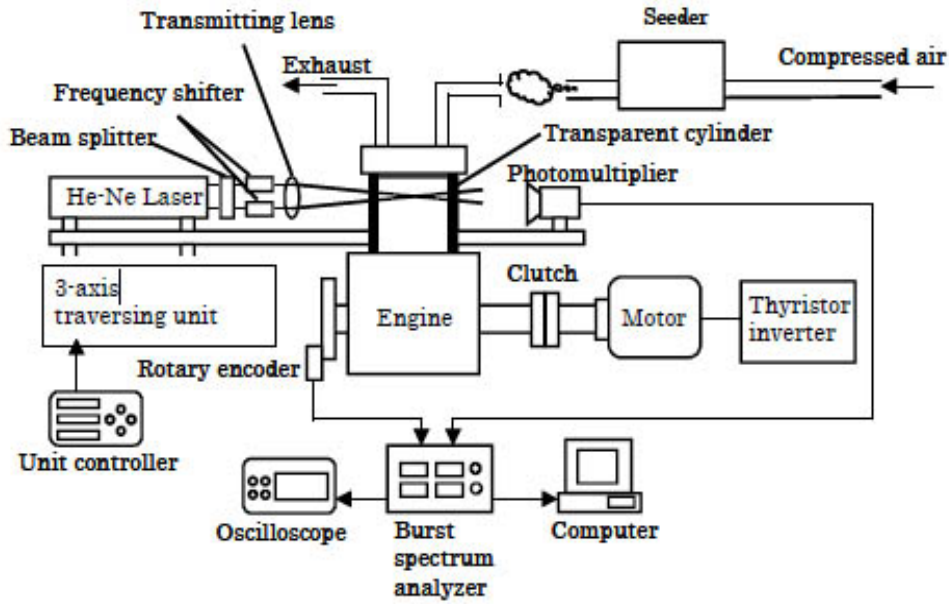 Transmitting lens
Seeder
Exhaust
Compressed air
Frequency shifter
Beam splitter
Transparent cylinder
Photomultiplier
He-Ne Laser
3-axis
traversing unit
Clutch
Engine
Motor
Thyristor
inverter
Rotary encoder
Unit controller
Oscilloscope
Burst
spectrum
analyzer
Computer